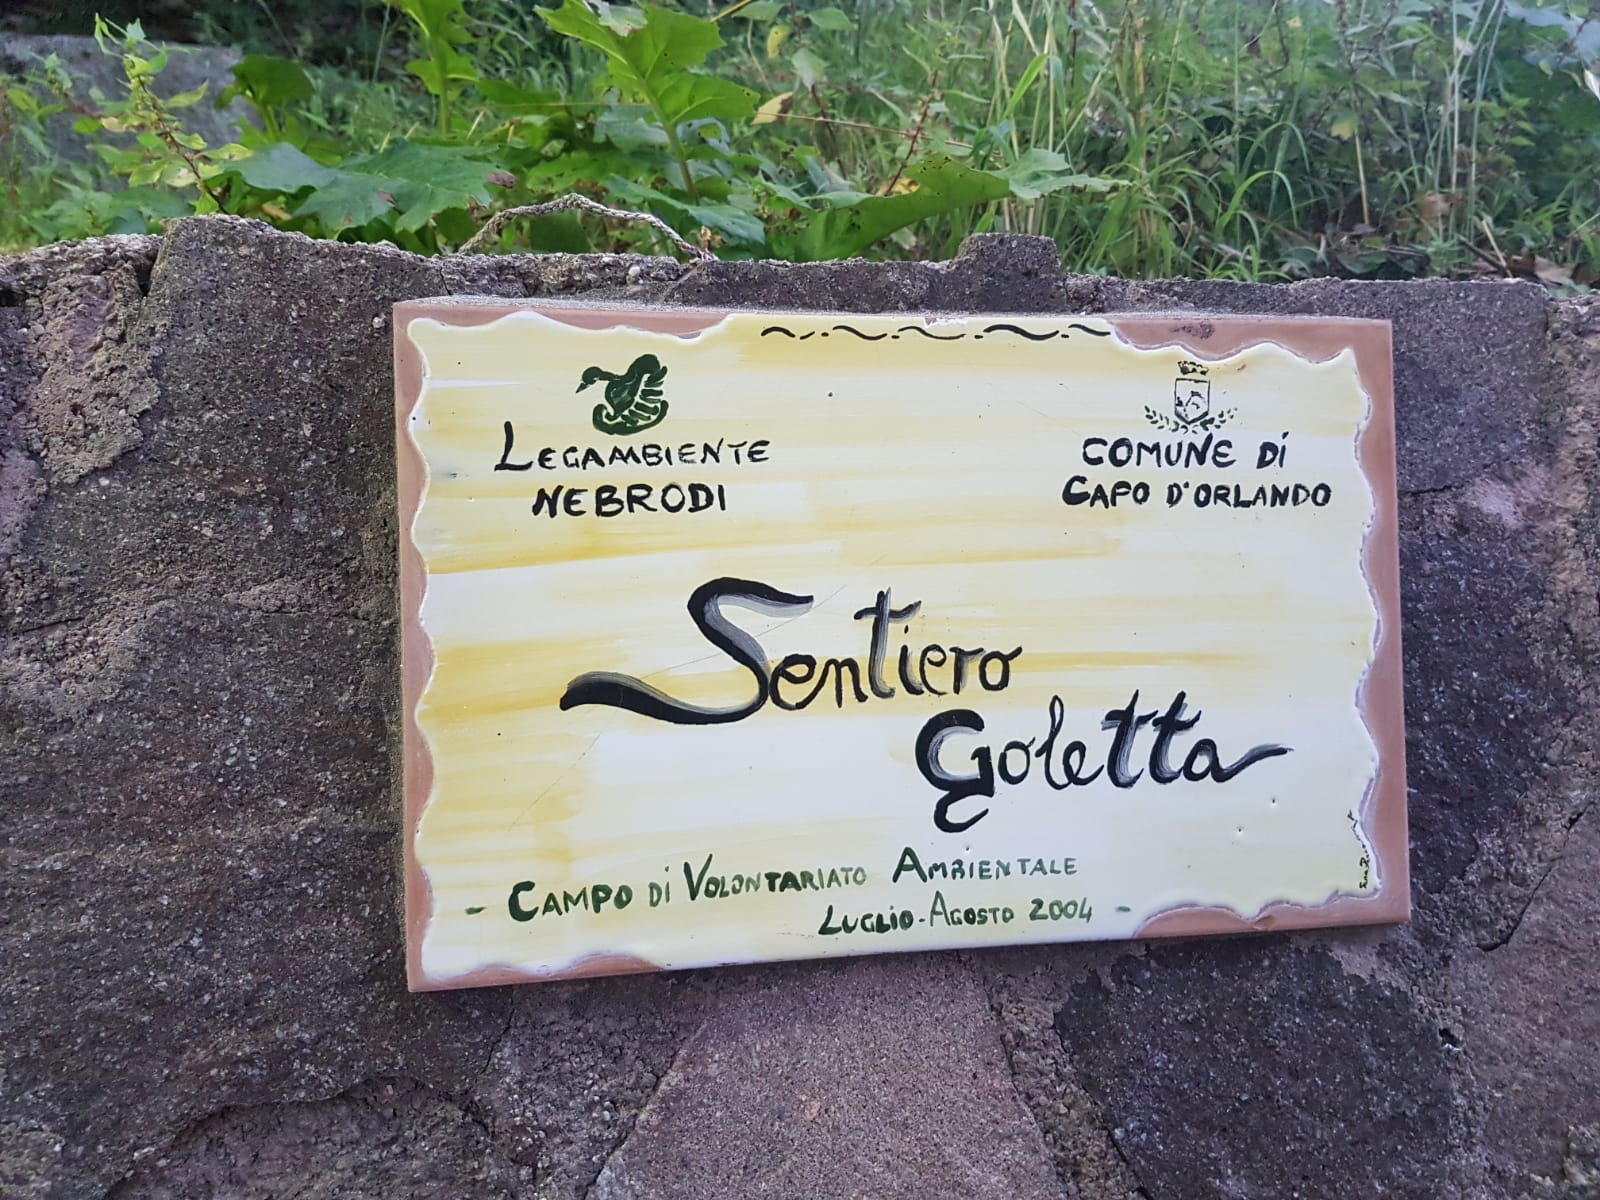 LEGAMBIENTE
NEBRODI
COMUNE Di
CAPO D'ORLANDO
Sentiero
Goletta
- CAMPO Di VOLONTARIATO AMBIENTALE
LUGLIO-AGOSTO 2004 -